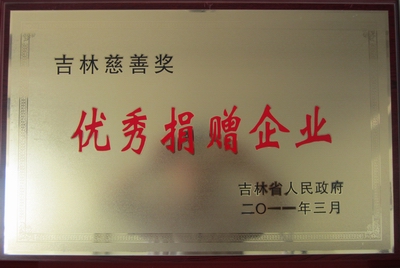 吉林慈善奖
优秀捐赠企业
吉林省人民政府
二〇一一年三月